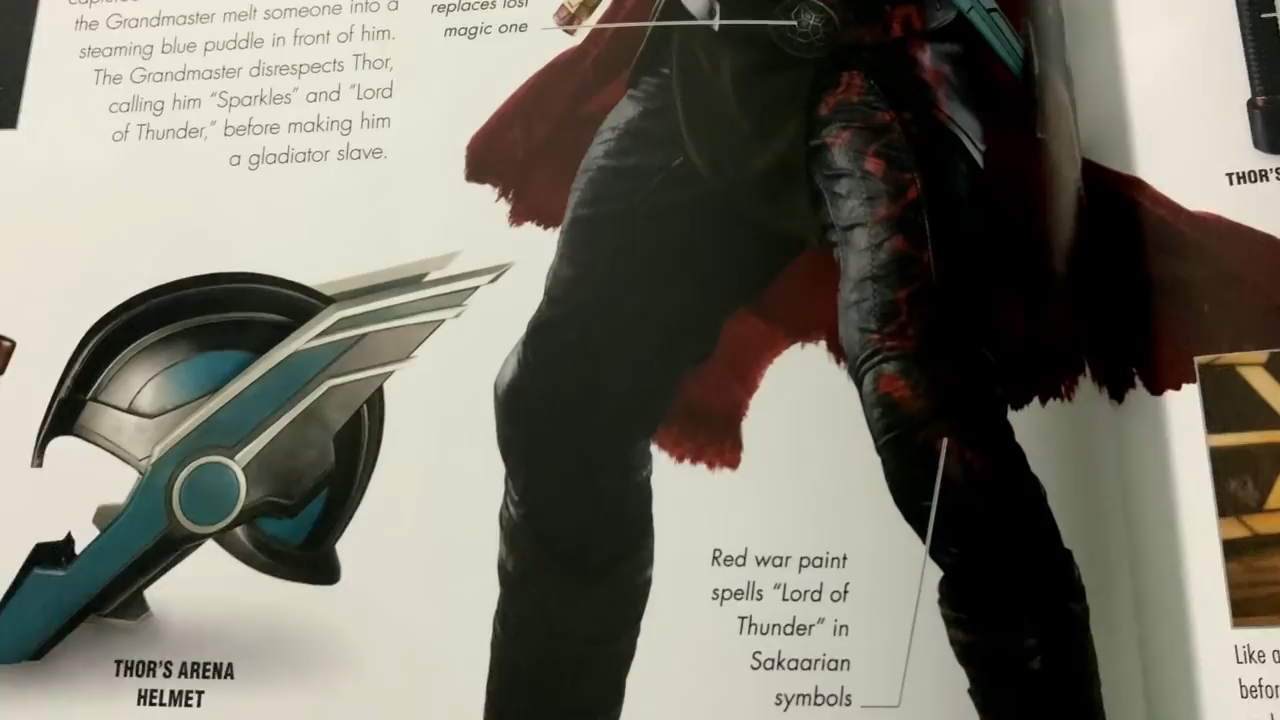 the Grandmaster melt someone into a
steaming blue puddle in front of him.
The Grandmaster disrespects Thor,
calling him “Sparkles” and “Lord
of Thunder,” before making him
a gladiator slave.
replaces lost
magic one
THOR'S
THOR'S ARENA
HELMET
Red war paint
spells “Lord of
Thunder” in
Sakaarian
symbols
Like a
befor